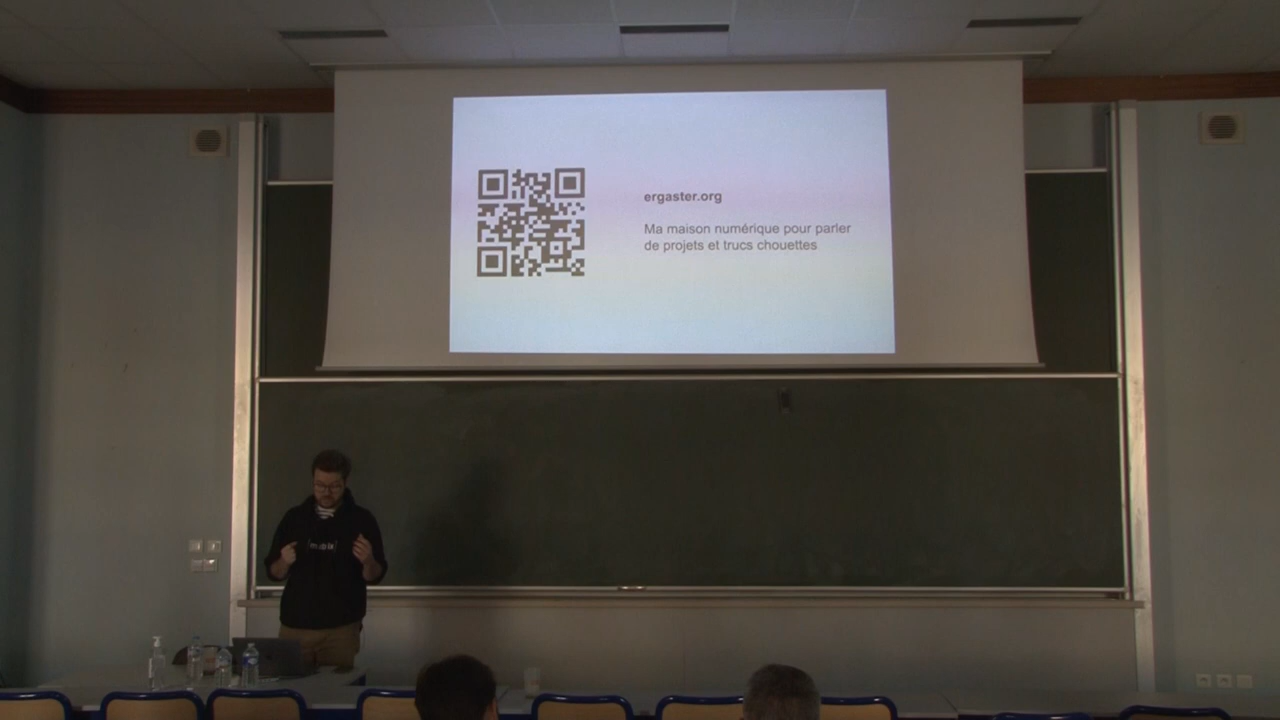 ergaster.org
Ma maison numérique pour parler
de projets et trucs chouettes